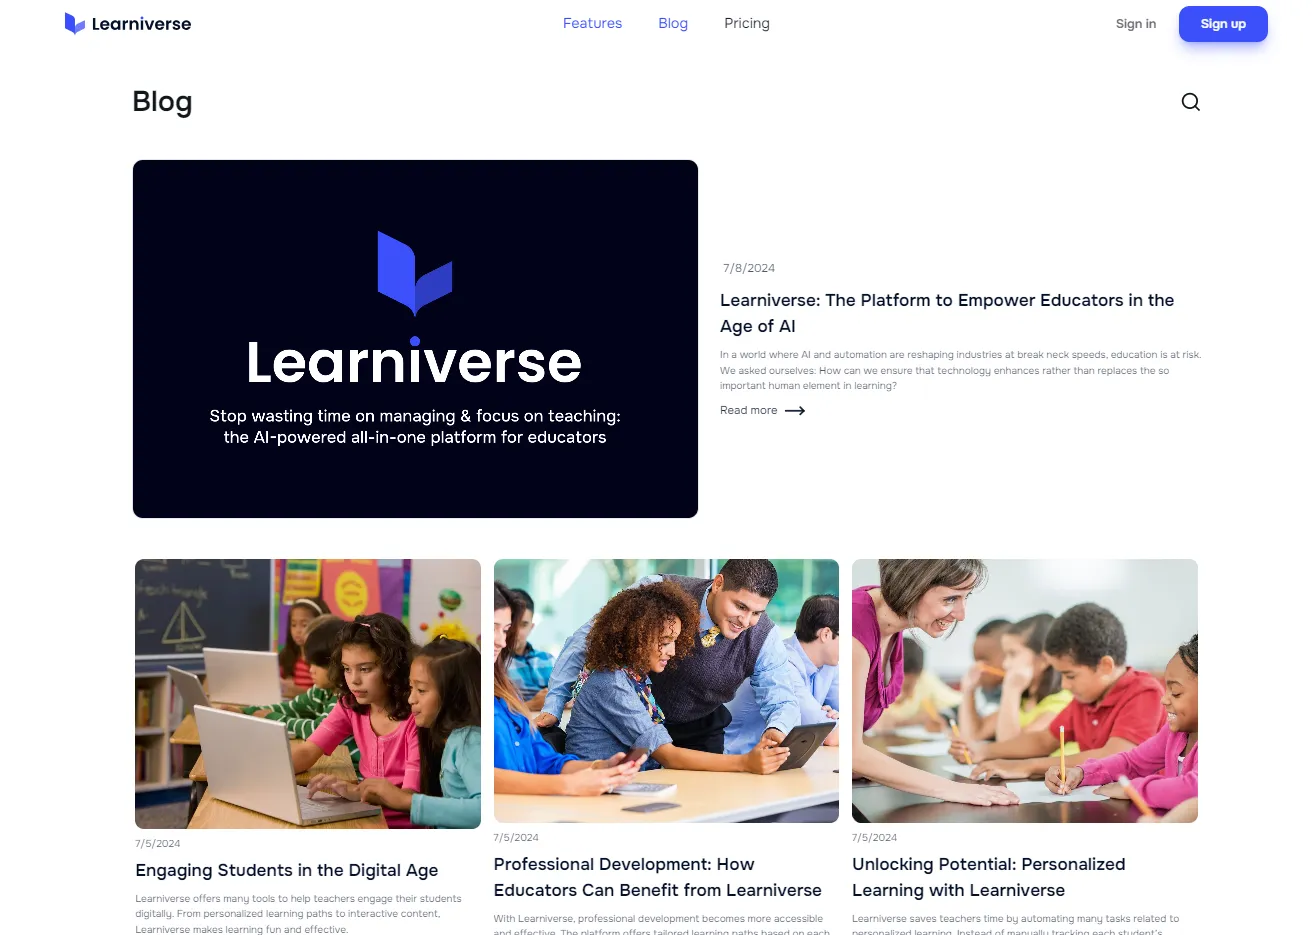 Learniverse
Features
Blog
Pricing
Sign in
Sign up
Blog
Learniverse
Stop wasting time on managing & focus on teaching:
the AI-powered all-in-one platform for educators
7/8/2024
Learniverse: The Platform to Empower Educators in the
Age of AI
In a world where AI and automation are reshaping industries at break neck speeds, education is at risk.
We asked ourselves: How can we ensure that technology enhances rather than replaces the so
important human element in learning?
Read more
7/5/2024
Engaging Students in the Digital Age
Learniverse offers many tools to help teachers engage their students
digitally. From personalized learning paths to interactive content,
Learniverse makes learning fun and effective.
7/5/2024
Professional Development: How
Educators Can Benefit from Learniverse
With Learniverse, professional development becomes more accessible
and effective. The platform offers tailored learning paths based on each
7/5/2024
Unlocking Potential: Personalized
Learning with Learniverse
Learniverse saves teachers time by automating many tasks related to
personalized learning. Instead of manually tracking each student's